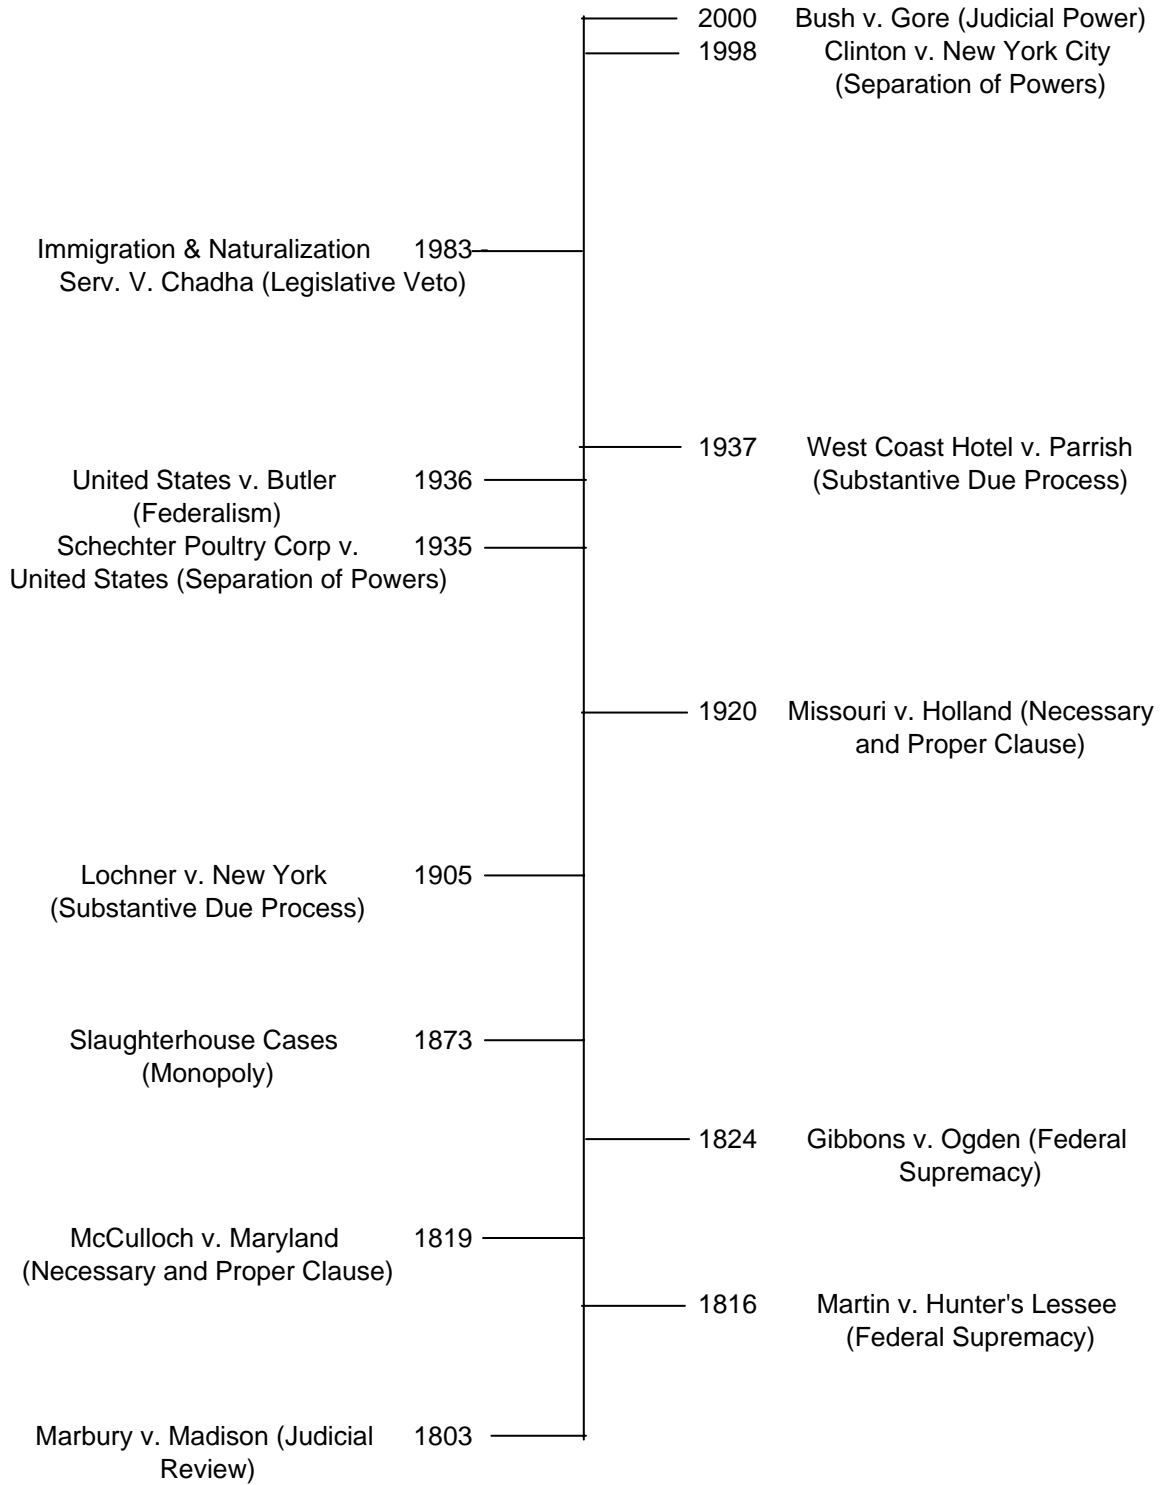 2000 Bush v. Gore (Judicial Power)
1998 Clinton v. New York City
(Separation of Powers)
Immigration & Naturalization 1983
Serv. V. Chadha (Legislative Veto)
1937 West Coast Hotel v. Parrish
(Substantive Due Process)
United States v. Butler 1936
(Federalism)
Schechter Poultry Corp v. 1935
United States (Separation of Powers)
1920 Missouri v. Holland (Necessary
and Proper Clause)
Lochner v. New York 1905
(Substantive Due Process)
Slaughterhouse Cases 1873
(Monopoly)
1824 Gibbons v. Ogden (Federal
Supremacy)
McCulloch v. Maryland 1819
(Necessary and Proper Clause)
1816 Martin v. Hunter's Lessee
(Federal Supremacy)
Marbury v. Madison (Judicial 1803
Review)